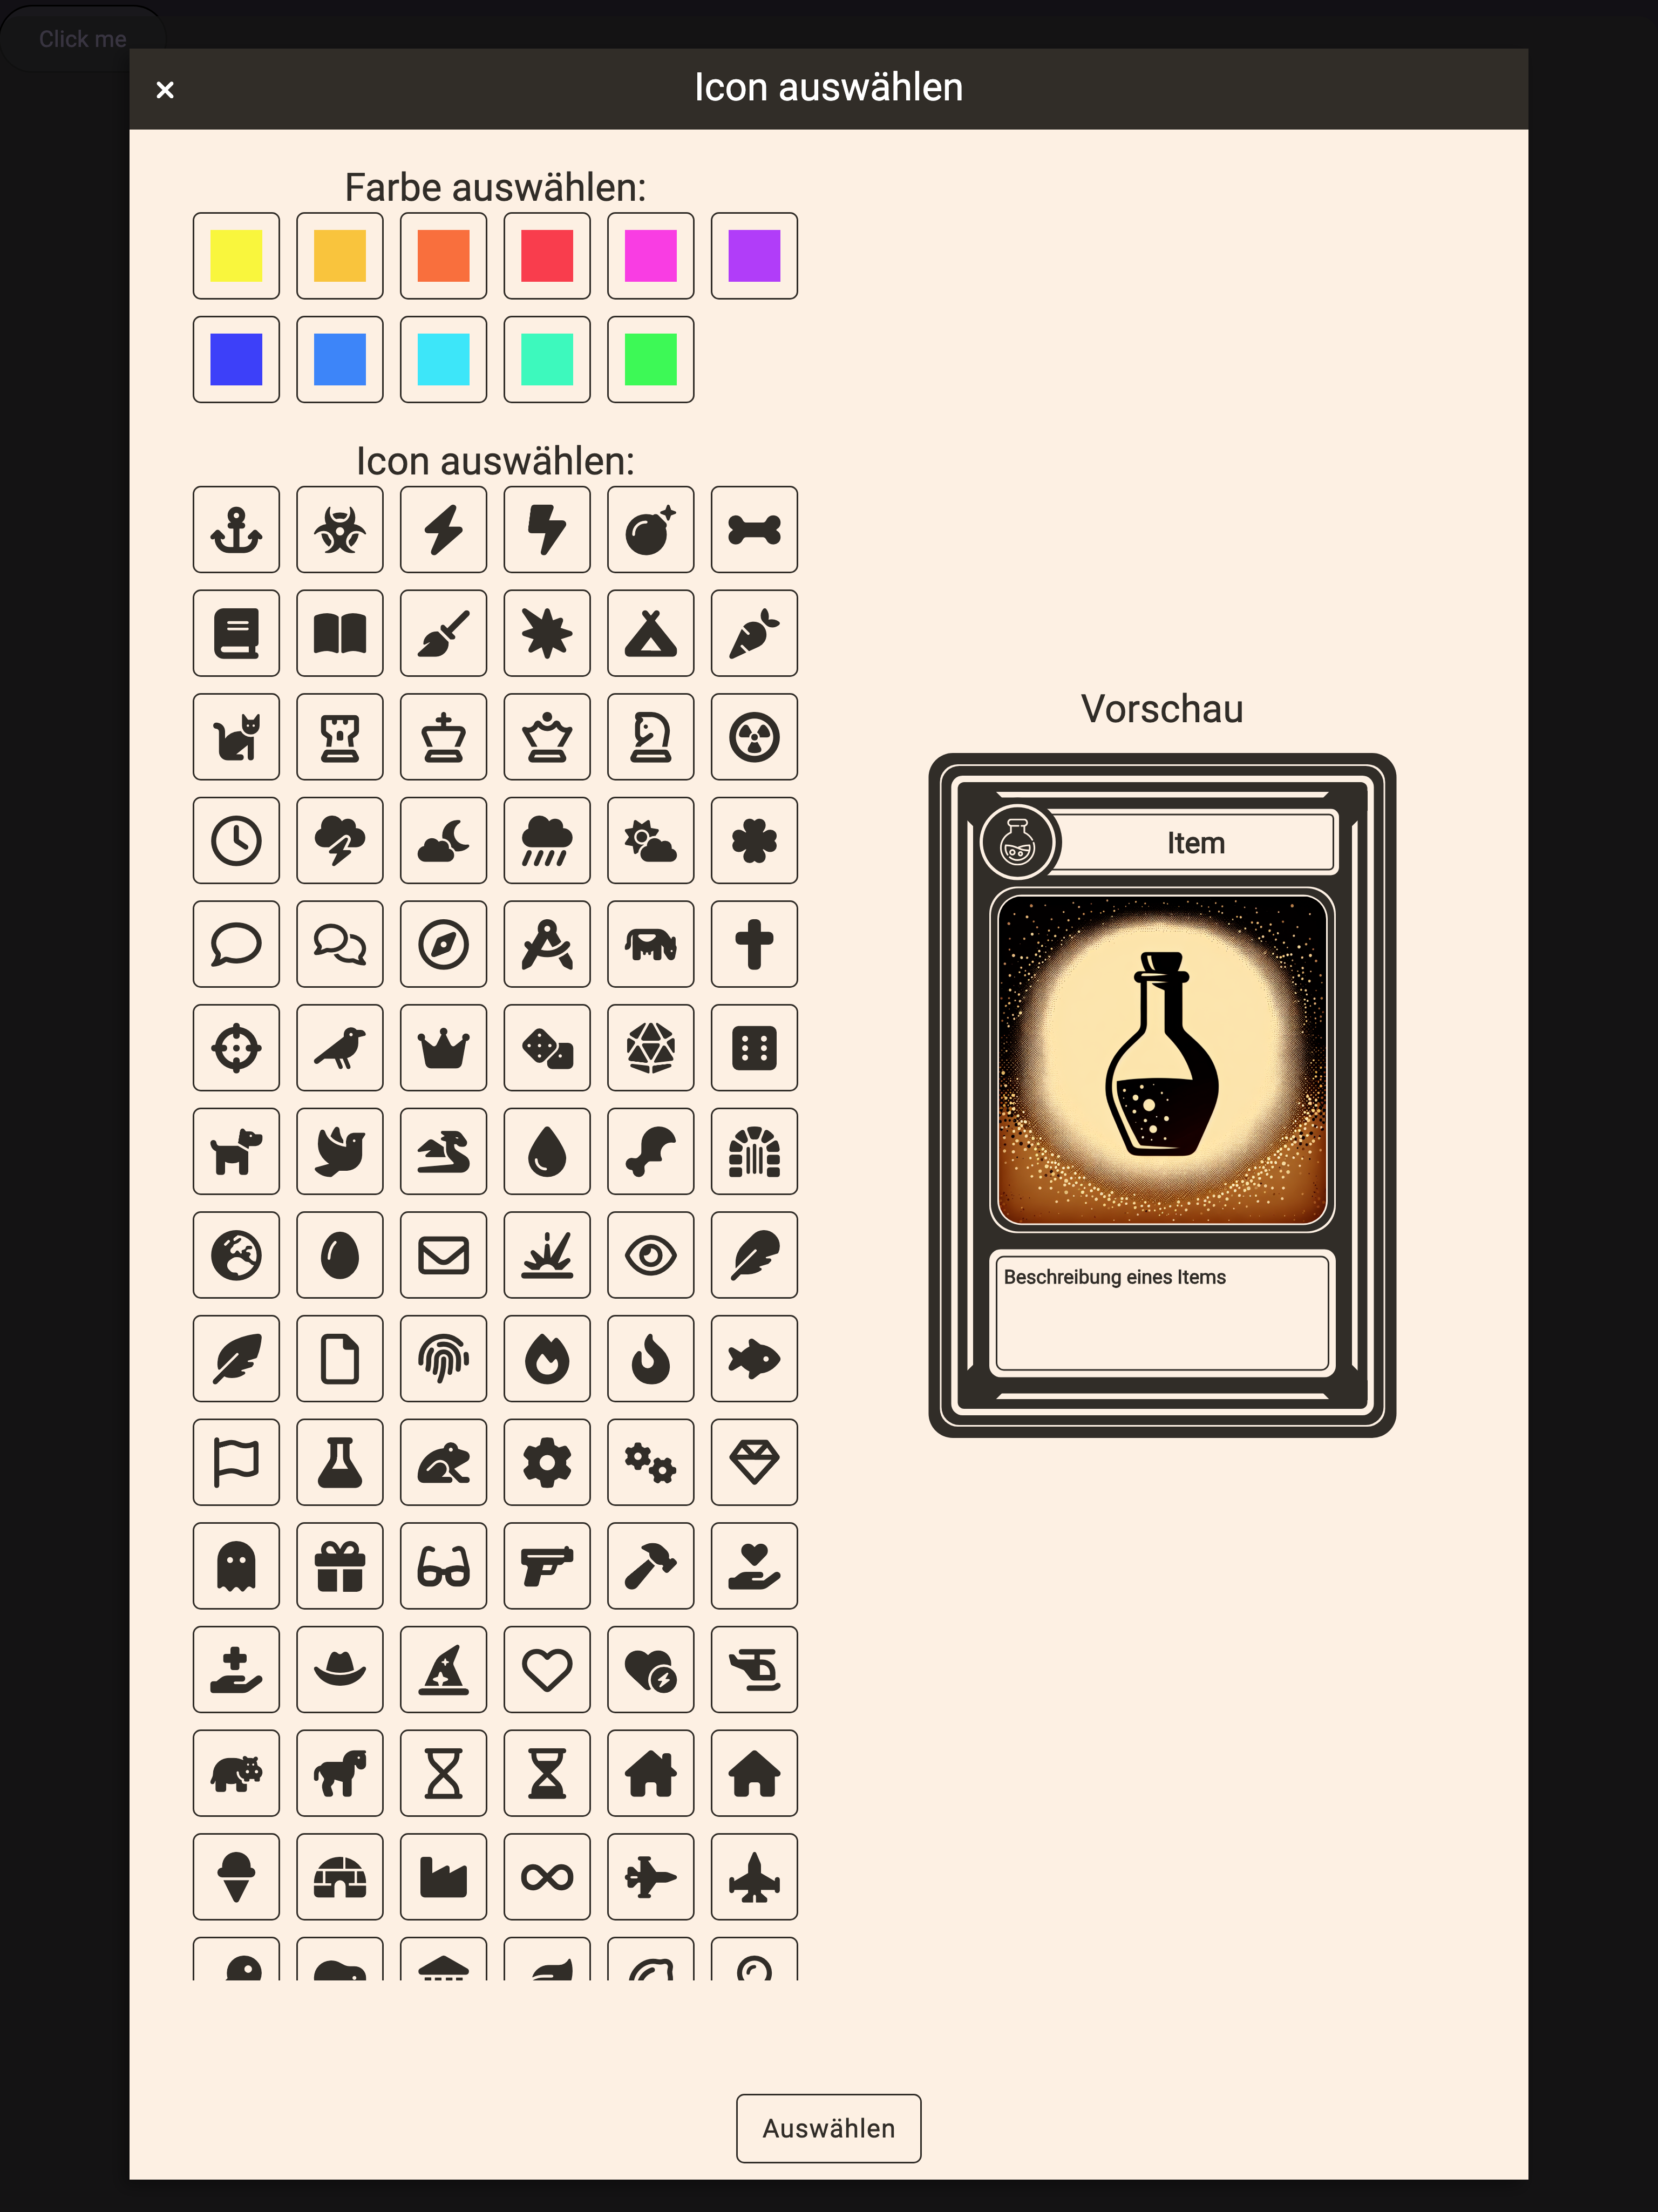 Click me
Icon auswählen
Farbe auswählen:
Icon auswählen:
Vorschau
Item
Beschreibung eines Items
Auswählen